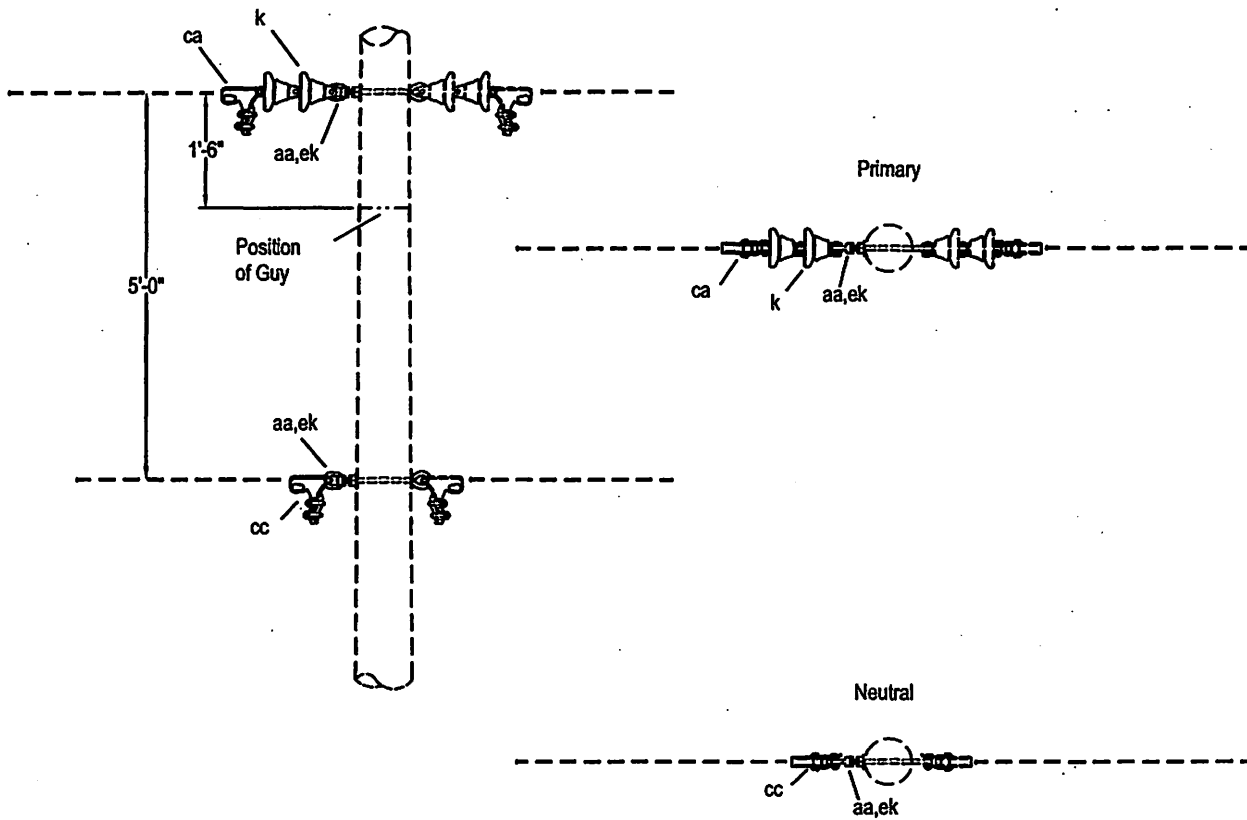 k
ca
1'-6"
aa,ek
Position
of Guy
5'-0"
aa,ek
cc
Primary
ca
k
aa,ek
Neutral
cc
aa,ek